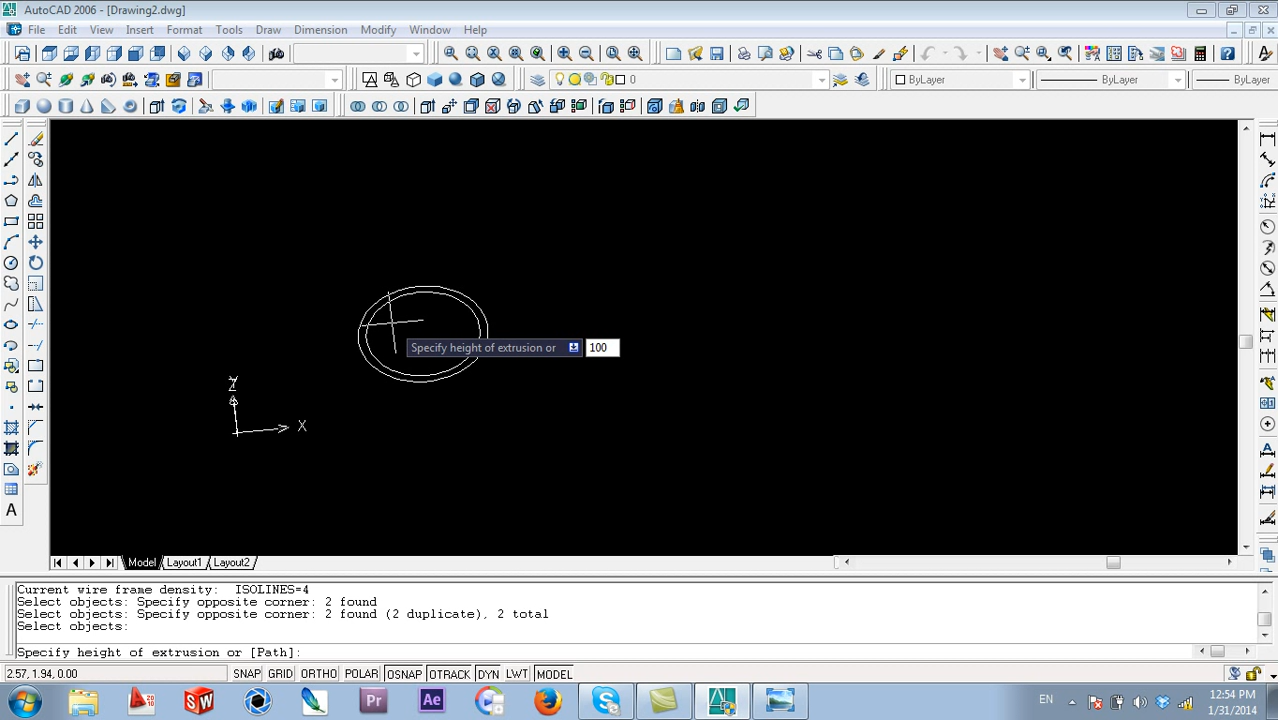 AutoCAD 2006 - [Drawing2.dwg]
File Edit View Insert Format Tools Draw Dimension Modify Window Help
0
ByLayer
ByLayer
ByLayer
Specify height of extrusion or
100
Z
X
A
A
Model Layout1 Layout2
Current wire frame density: ISOLINES=4
Select objects: Specify opposite corner: 2 found
Select objects: Specify opposite corner: 2 found (2 duplicate), 2 total
Select objects:
Specify height of extrusion or [Path]:
2.57, 1.94, 0.00
SNAP GRID ORTHO POLAR OSNAP OTRACK DYN LWT MODEL
SW
Pr
Ae
S
EN
12:54 PM
1/31/2014